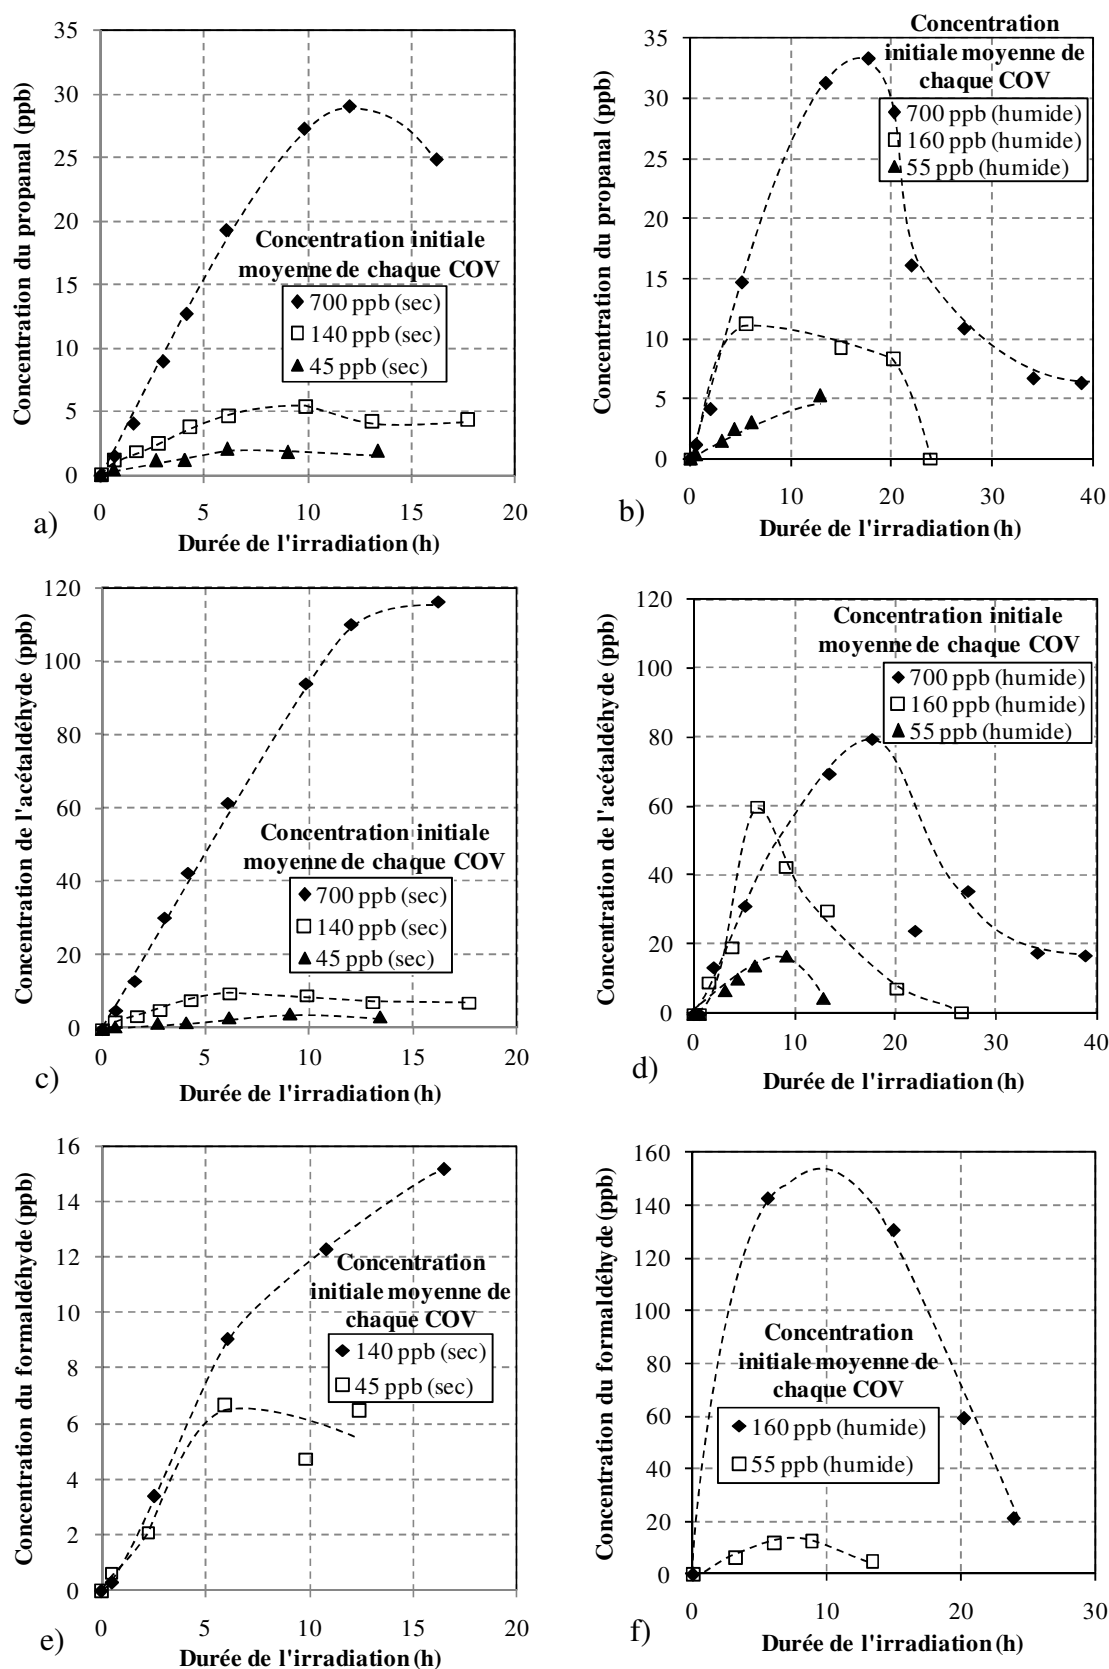 35
30
25
20
15
10
5
0
0
5
10
15
20
Concentration du propanal (ppb)
Concentration initiale
moyenne de chaque COV
700 ppb (sec)
140 ppb (sec)
45 ppb (sec)
a)
Durée de l'irradiation (h)
Concentration
initiale moyenne de
chaque COV
700 ppb (humide)
160 ppb (humide)
55 ppb (humide)
35
30
25
20
15
10
5
0
0
10
20
30
40
Concentration du propanal (ppb)
b)
Durée de l'irradiation (h)
120
100
80
60
40
20
0
0
5
10
15
20
Concentration de l'acétaldéhyde (ppb)
Concentration initiale
moyenne de chaque COV
700 ppb (sec)
140 ppb (sec)
45 ppb (sec)
c)
Durée de l'irradiation (h)
120
100
80
60
40
20
0
0
10
20
30
40
Concentration de l'acétaldéhyde (ppb)
Concentration initiale
moyenne de chaque COV
700 ppb (humide)
160 ppb (humide)
55 ppb (humide)
d)
Durée de l'irradiation (h)
16
14
12
10
8
6
4
2
0
0
5
10
15
20
Concentration du formaldéhyde (ppb)
Concentration
initiale moyenne de
chaque COV
140 ppb (sec)
45 ppb (sec)
e)
Durée de l'irradiation (h)
160
140
120
100
80
60
40
20
0
0
10
20
30
Concentration du formaldéhyde (ppb)
Concentration
initiale moyenne de
chaque COV
160 ppb (humide)
55 ppb (humide)
f)
Durée de l'irradiation (h)